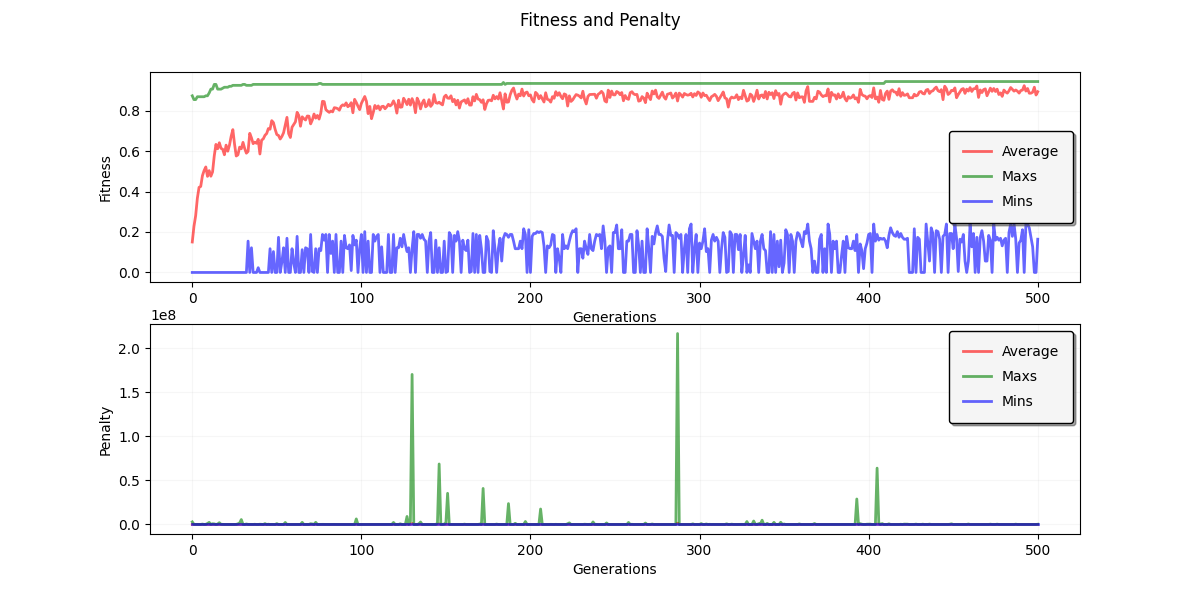 Fitness and Penalty
Fitness
0.8
0.6
0.4
0.2
0.0
Average
Maxs
Mins
0 100 200 300 400 500
Generations
1e8
Penalty
2.0
1.5
1.0
0.5
0.0
Average
Maxs
Mins
0 100 200 300 400 500
Generations